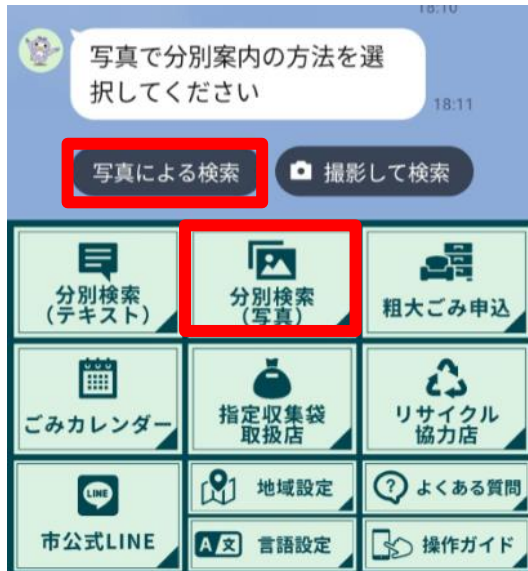 18:10
写真で分別案内の方法を選
択してください
18:11
写真による検索
撮影して検索
分別検索
(テキスト)
分別検索
(写真)
粗大ごみ申込
ごみカレンダー
指定収集袋
取扱店
リサイクル
協力店
LINE
市公式LINE
地域設定
よくある質問
A文 言語設定
操作ガイド